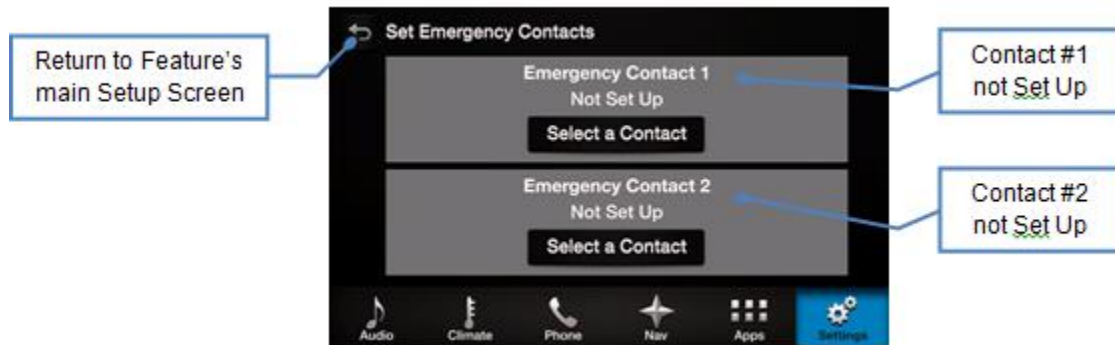 Set Emergency Contacts
Return to Feature's
main Setup Screen
Emergency Contact 1
Not Set Up
Select a Contact
Contact #1
not Set Up
Emergency Contact 2
Not Set Up
Select a Contact
Contact #2
not Set Up
Audio
Climate
Phone
Nav
Apps
Settings